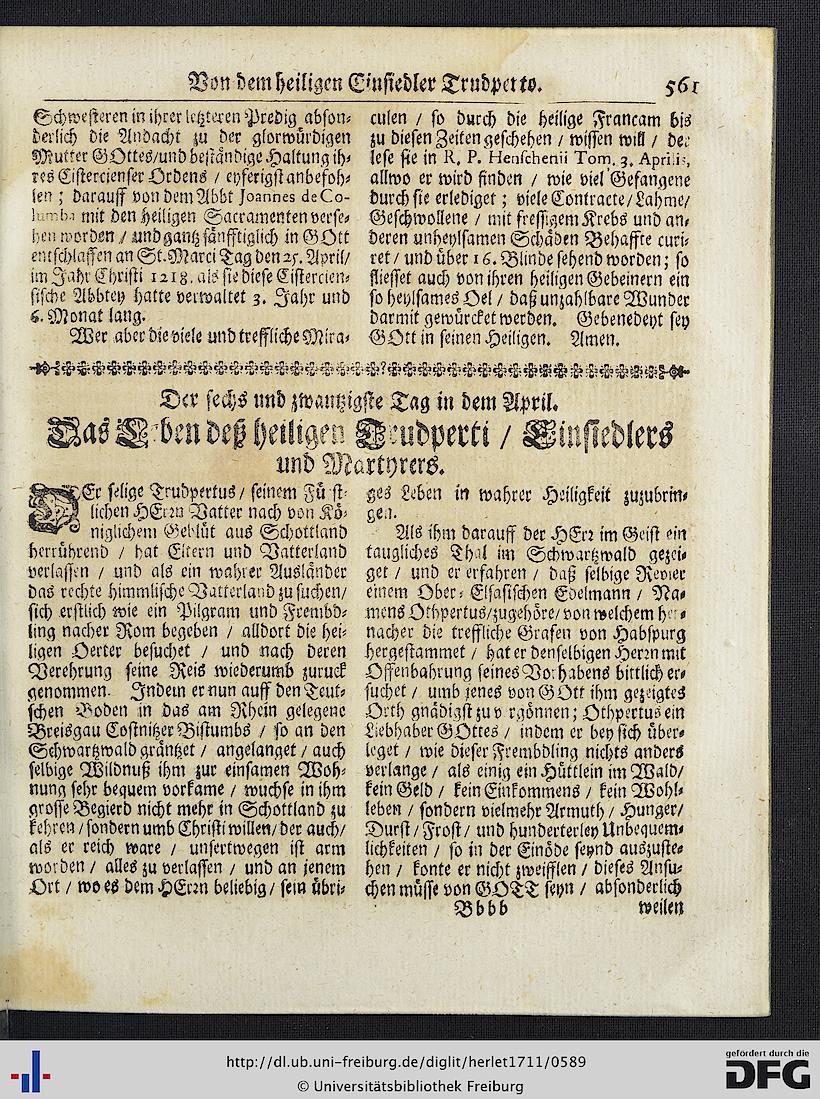 Von dem heiligen Einsiedler Trudperto. 561
Schwesteren in ihrer letzteren Predig abson-
derlich die Andacht zu der glorwürdigen
Mutter GOttes/und beständige Haltung ih-
res Cistercienser Ordens / eyferigst anbefoh-
len ; darauff von dem Abbt Joannes de Co-
lumba mit den heiligen Sacramenten verse-
hen worden / und gantz sänfftiglich in GOtt
entschlaffen an St. Marci Tag den 25. April/
im Jahr Christi 1218. als sie diese Cistercien-
sische Abbtey hatte verwaltet 3. Jahr und
6. Monat lang.
Wer aber die viele und treffliche Mira-
culen / so durch die heilige Francam bis
zu diesen Zeiten geschehen / wissen will / der
lese sie in R. P. Henschenii Tom. 3. Aprilis,
allwo er wird finden / wie viel Gefangene
durch sie erlediget ; viele Contracte/Lahme/
Geschwollene / mit fressigem Krebs und an-
deren unheylsamen Schäden Behaffte curi-
ret / und über 16. Blinde sehend worden; so
fliesset auch von ihren heiligen Gebeinern ein
so heylsames Oel / daß unzahlbare Wunder
darmit gewürcket werden. Gebenedeyt sey
GOtt in seinen Heiligen. Amen.
Der sechs und zwantzigste Tag in dem April.
Das Leben deß heiligen Trudperti / Einsiedlers
und Martyrers.
DEr selige Trudpertus / seinem Fürst-
lichen HErrn Vatter nach von Kö-
niglichem Geblüt aus Schottland
herrührend / hat Eltern und Vatterland
verlassen / und als ein wahrer Ausländer
das rechte himmlische Vatterland zu suchen/
sich erstlich wie ein Pilgram und Frembd-
ling nacher Rom begeben / alldort die hei-
ligen Oerter besuchet / und nach deren
Verehrung seine Reis wiederumb zuruck
genommen. Indem er nun auff den Teut-
schen Boden in das am Rhein gelegene
Breisgau Costnitzer Bistumbs / so an den
Schwartzwald gräntzet / angelanget / auch
selbige Wildnuß ihm zur einsamen Woh-
nung sehr bequem vorkame / wuchse in ihm
grosse Begierd nicht mehr in Schottland zu
kehren / sondern umb Christi willen/ der auch/
als er reich ware / unsertwegen ist arm
worden / alles zu verlassen / und an jenem
Ort / wo es dem HErrn beliebig / sein übri-
ges Leben in wahrer Heiligkeit zuzubrin-
gen.
Als ihm darauff der HErr im Geist ein
taugliches Thal im Schwartzwald gezei-
get / und er erfahren / daß selbige Revier
einem Ober-Elsasischen Edelmann / Na-
mens Othpertus/zugehöre/ von welchem her-
nacher die treffliche Grafen von Habspurg
hergestammet / hat er denselbigen Herrn mit
Offenbahrung seines Vorhabens bittlich er-
suchet / umb jenes von GOtt ihm gezeigtes
Orth gnädigst zu vergönnen; Othpertus ein
Liebhaber GOttes / indem er bey sich über-
leget / wie dieser Frembdling nichts anders
verlange / als einig ein Hüttlein im Wald/
kein Geld / kein Einkommens / kein Wohl-
leben / sondern vielmehr Armuth / Hunger/
Durst / Frost / und hunderterley Unbequem-
lichkeiten / so in der Einöde seynd auszuste-
hen / konte er nicht zweifflen / dieses Ansu-
chen müsse von GOTT seyn / absonderlich
Bbbb weilen
http://dl.ub.uni-freiburg.de/diglit/herlet1711/0589
© Universitätsbibliothek Freiburg
gefördert durch die
DFG